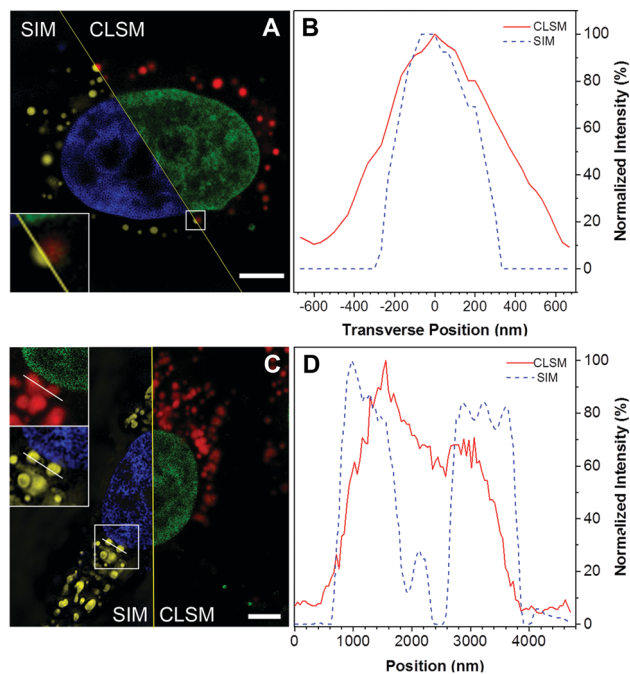 SIM CLSM
A
B
CLSM
SIM
100
80
60
40
20
0
Normalized Intensity (%)
-600 -400 -200 0 200 400 600
Transverse Position (nm)
C
SIM CLSM
D
CLSM
SIM
100
80
60
40
20
0
Normalized Intensity (%)
0 1000 2000 3000 4000
Position (nm)